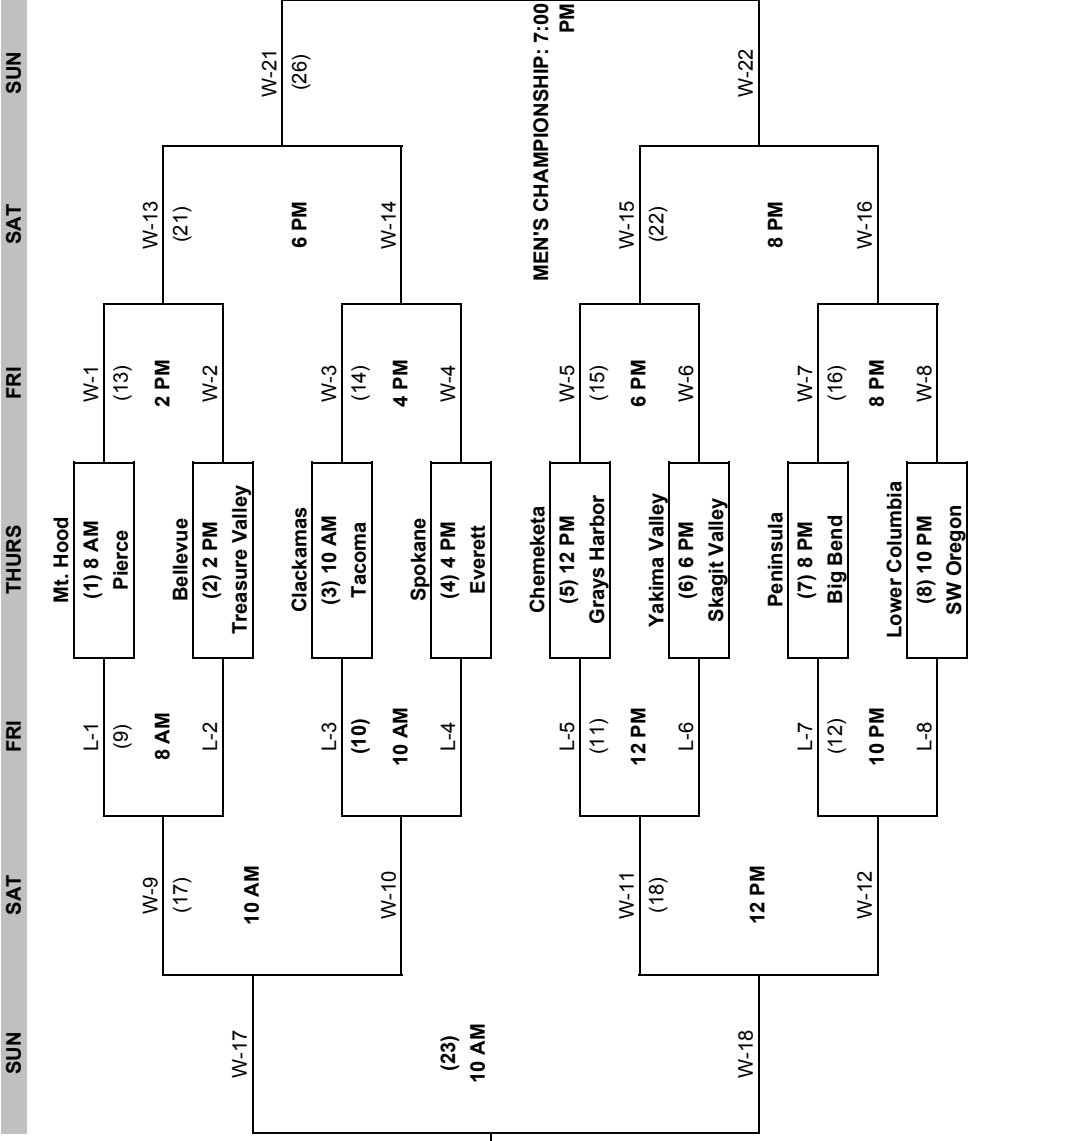 SUN SAT FRI THURS FRI SAT SUN
Mt. Hood
L-1 (1) 8 AM W-1
(9) Pierce (13)
W-9 8 AM 2 PM W-13
(17) Bellevue (21)
L-2 (2) 2 PM W-2
W-17 10 AM Treasure Valley
W-21
Clackamas 6 PM (26)
L-3 (3) 10 AM W-3
(10) Tacoma (14)
W-10 10 AM 4 PM W-14
Spokane
(23) L-4 (4) 4 PM W-4
10 AM Everett
Chemeketa MEN'S CHAMPIONSHIP: 7:00
PM
L-5 (5) 12 PM W-5
(11) Grays Harbor (15)
W-11 12 PM 6 PM W-15
(18) Yakima Valley (22)
L-6 (6) 6 PM W-6
Skagit Valley
W-18 12 PM W-22
Peninsula 8 PM
L-7 (7) 8 PM W-7
(12) Big Bend (16)
W-12 10 PM 8 PM W-16
Lower Columbia
L-8 (8) 10 PM W-8
SW Oregon